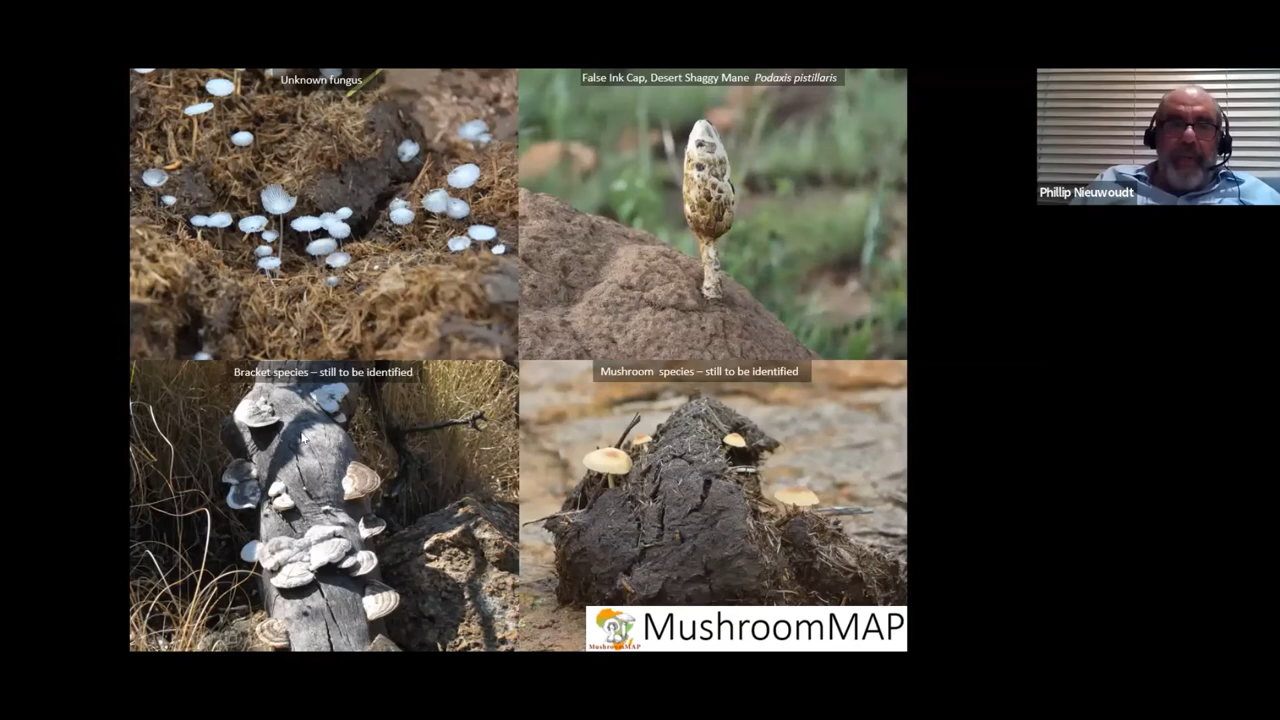 Unknown fungus
False Ink Cap, Desert Shaggy Mane Podaxis pistillaris
Phillip Nieuwoudt
Bracket species – still to be identified
Mushroom species – still to be identified
MushroomMAP
MushroomMAP